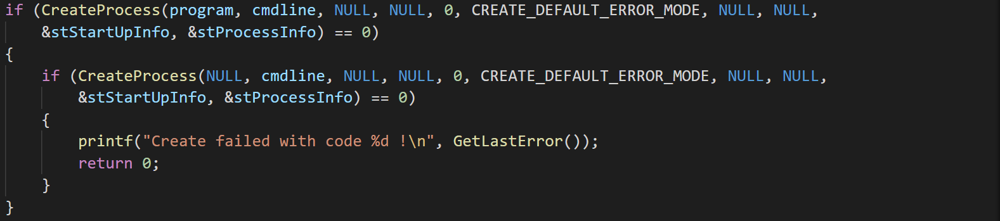 if (CreateProcess(program, cmdline, NULL, NULL, 0, CREATE_DEFAULT_ERROR_MODE, NULL, NULL,
    &stStartUpInfo, &stProcessInfo) == 0)
{
    if (CreateProcess(NULL, cmdline, NULL, NULL, 0, CREATE_DEFAULT_ERROR_MODE, NULL, NULL,
        &stStartUpInfo, &stProcessInfo) == 0)
    {
        printf("Create failed with code %d !\n", GetLastError());
        return 0;
    }
}